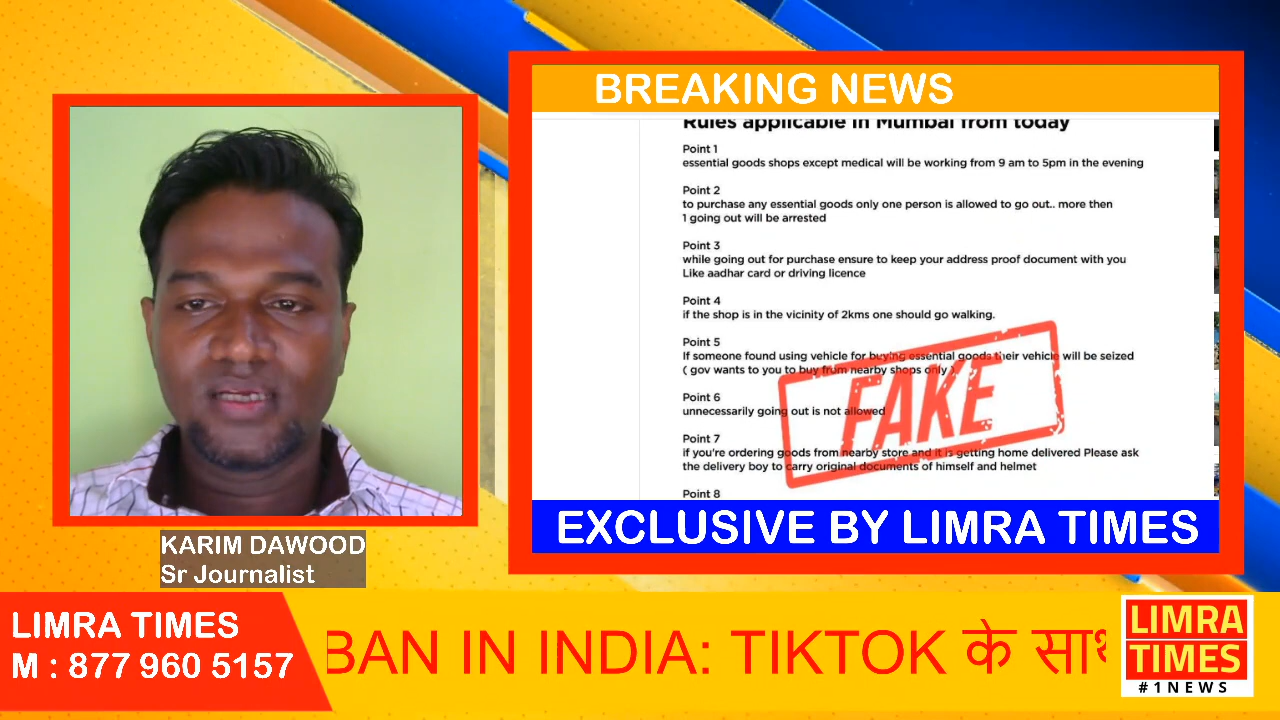 BREAKING NEWS
Rules applicable in Mumbai from today
Point 1
essential goods shops except medical will be working from 9 am to 5pm in the evening
Point 2
to purchase any essential goods only one person is allowed to go out.. more then
1 going out will be arrested
Point 3
while going out for purchase ensure to keep your address proof document with you
Like aadhar card or driving licence
Point 4
if the shop is in the vicinity of 2kms one should go walking.
Point 5
If someone found using vehicle for buying essential goods their vehicle will be seized
( gov wants to you to buy from nearby shops only ).
Point 6
unnecessarily going out is not allowed
Point 7
if you're ordering goods from nearby store and it is getting home delivered Please ask
the delivery boy to carry original documents of himself and helmet
Point 8
FAKE
EXCLUSIVE BY LIMRA TIMES
KARIM DAWOOD
Sr Journalist
LIMRA TIMES
M : 877 960 5157
BAN IN INDIA: TIKTOK के साथ
LIMRA
TIMES
#1NEWS